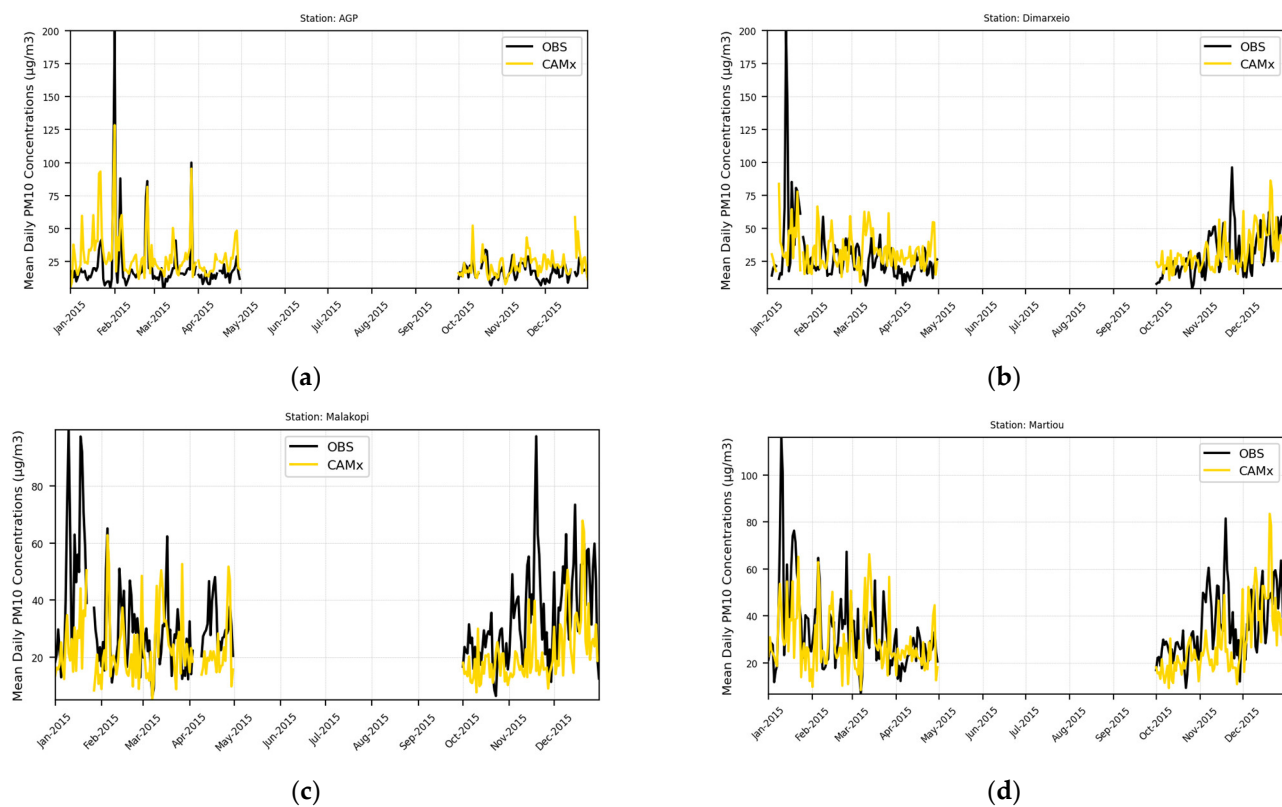 Station: AGP
Mean Daily PM10 Concentrations (μg/m3)
200
175
150
125
100
75
50
25
OBS
CAMx
Jan-2015
Feb-2015
Mar-2015
Apr-2015
May-2015
Jun-2015
Jul-2015
Aug-2015
Sep-2015
Oct-2015
Nov-2015
Dec-2015
(a)
Station: Dimarxeio
Mean Daily PM10 Concentrations (μg/m3)
200
175
150
125
100
75
50
25
OBS
CAMx
Jan-2015
Feb-2015
Mar-2015
Apr-2015
May-2015
Jun-2015
Jul-2015
Aug-2015
Sep-2015
Oct-2015
Nov-2015
Dec-2015
(b)
Station: Malakopi
Mean Daily PM10 Concentrations (μg/m3)
80
60
40
20
OBS
CAMx
Jan-2015
Feb-2015
Mar-2015
Apr-2015
May-2015
Jun-2015
Jul-2015
Aug-2015
Sep-2015
Oct-2015
Nov-2015
Dec-2015
(c)
Station: Martiou
Mean Daily PM10 Concentrations (μg/m3)
100
80
60
40
20
OBS
CAMx
Jan-2015
Feb-2015
Mar-2015
Apr-2015
May-2015
Jun-2015
Jul-2015
Aug-2015
Sep-2015
Oct-2015
Nov-2015
Dec-2015
(d)